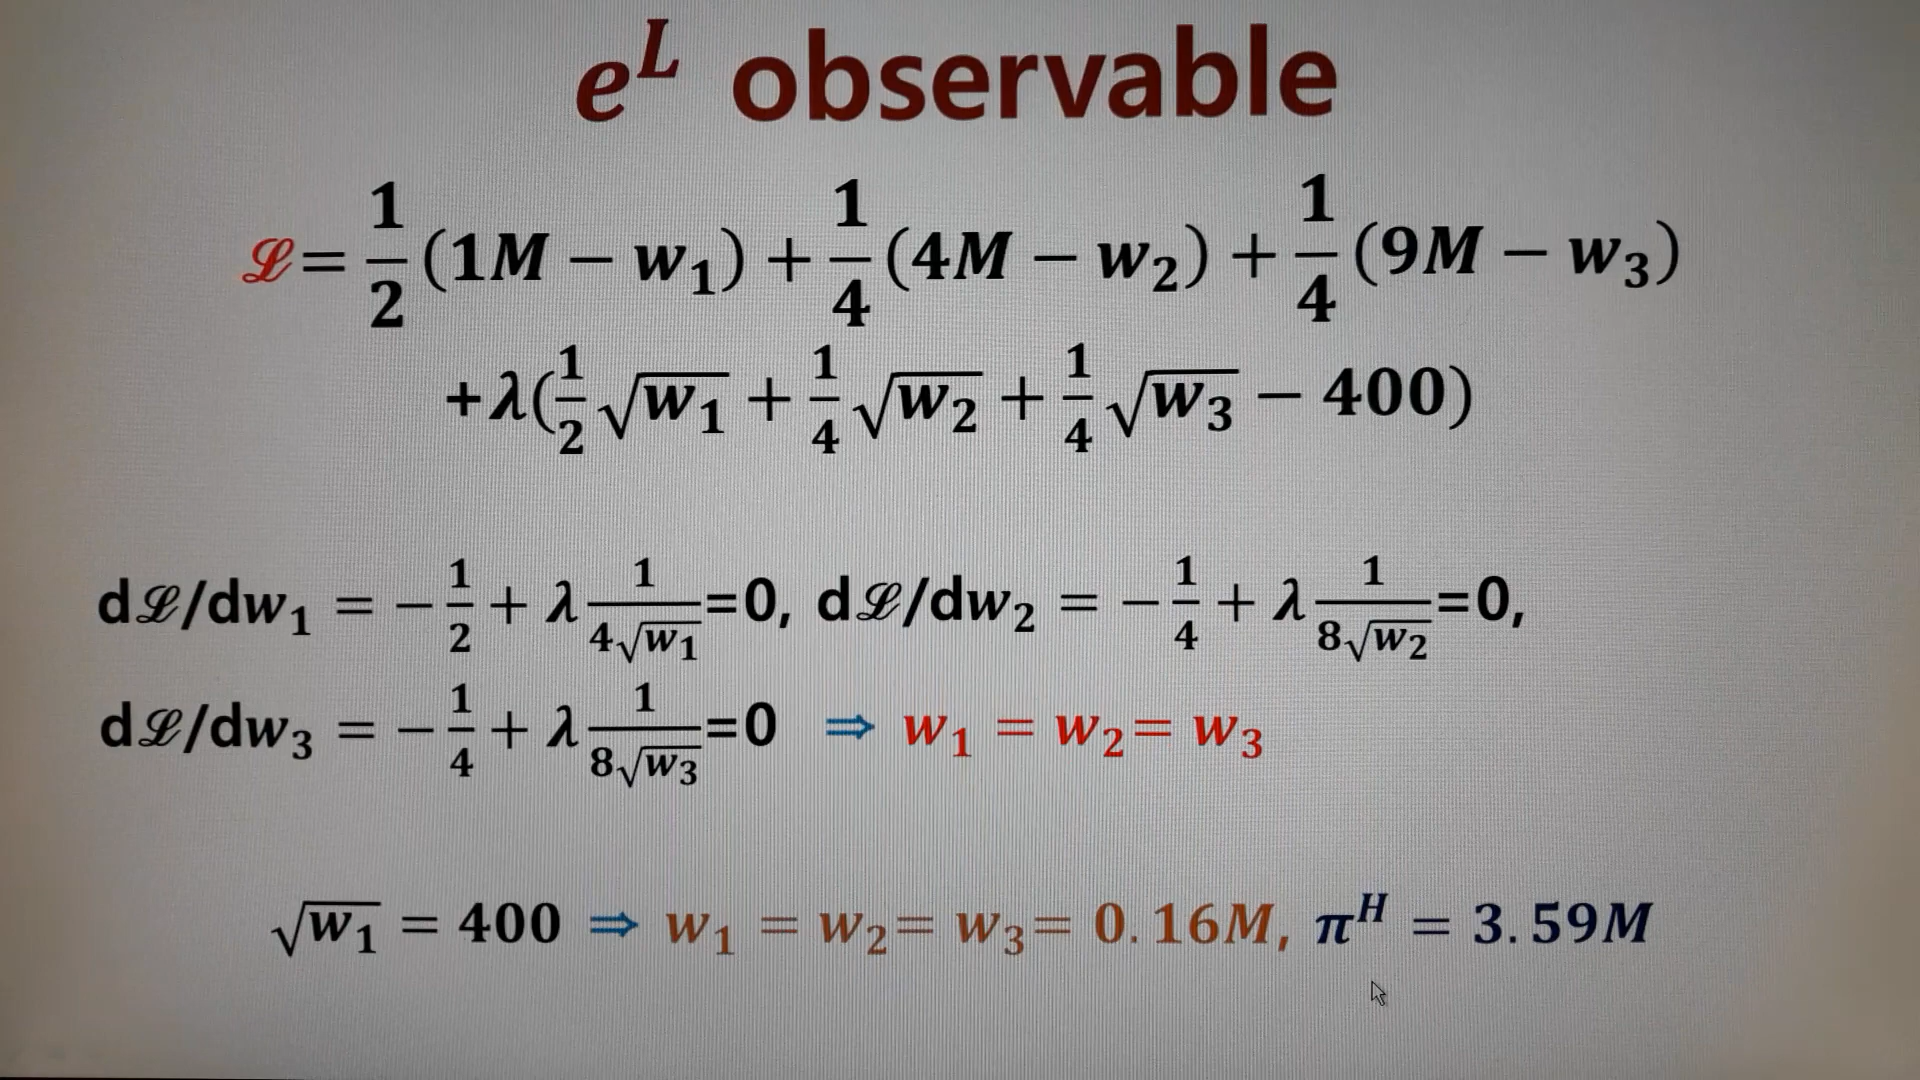 e^L observable
ℒ= 1/2 (1M − w₁) + 1/4 (4M − w₂) + 1/4 (9M − w₃)
+λ(1/2 √w₁ + 1/4 √w₂ + 1/4 √w₃ − 400)
dℒ/dw₁ = − 1/2 + λ 1/(4√w₁)=0, dℒ/dw₂ = − 1/4 + λ 1/(8√w₂)=0,
dℒ/dw₃ = − 1/4 + λ 1/(8√w₃)=0 ⇒ w₁ = w₂= w₃
√w₁ = 400 ⇒ w₁ = w₂= w₃= 0.16M, π^H = 3.59M